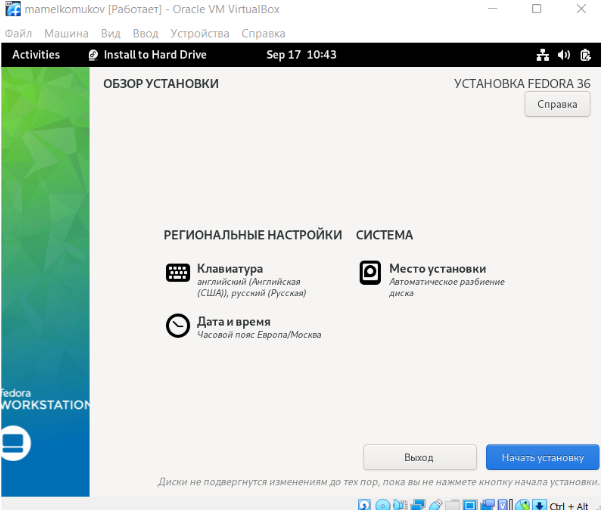 mamelkomukov [Работает] - Oracle VM VirtualBox
Файл Машина Вид Ввод Устройства Справка
Activities Install to Hard Drive Sep 17 10:43
ОБЗОР УСТАНОВКИ
УСТАНОВКА FEDORA 36
Справка
РЕГИОНАЛЬНЫЕ НАСТРОЙКИ
СИСТЕМА
Клавиатура
английский (Английская
(США)), русский (Русская)
Место установки
Автоматическое разбиение
диска
Дата и время
Часовой пояс Европа/Москва
fedora
WORKSTATION
Выход
Начать установку
Диски не подвергнутся изменениям до тех пор, пока вы не нажмете кнопку начала установки.
Ctrl + Alt